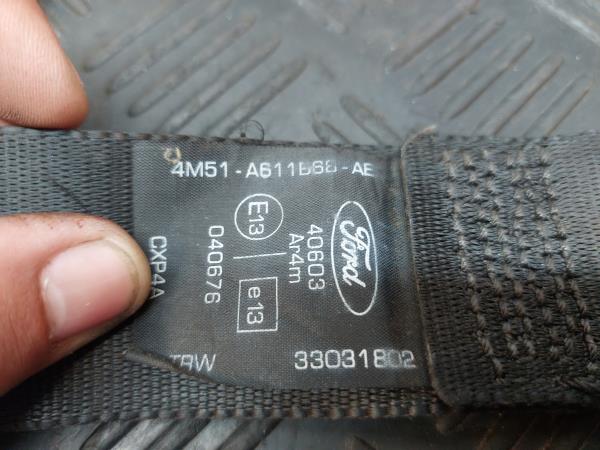 4M51-A611B68-AE
Ford
40603
Ar4m
E13
e13
040676
CXP4A
TRW
33031802